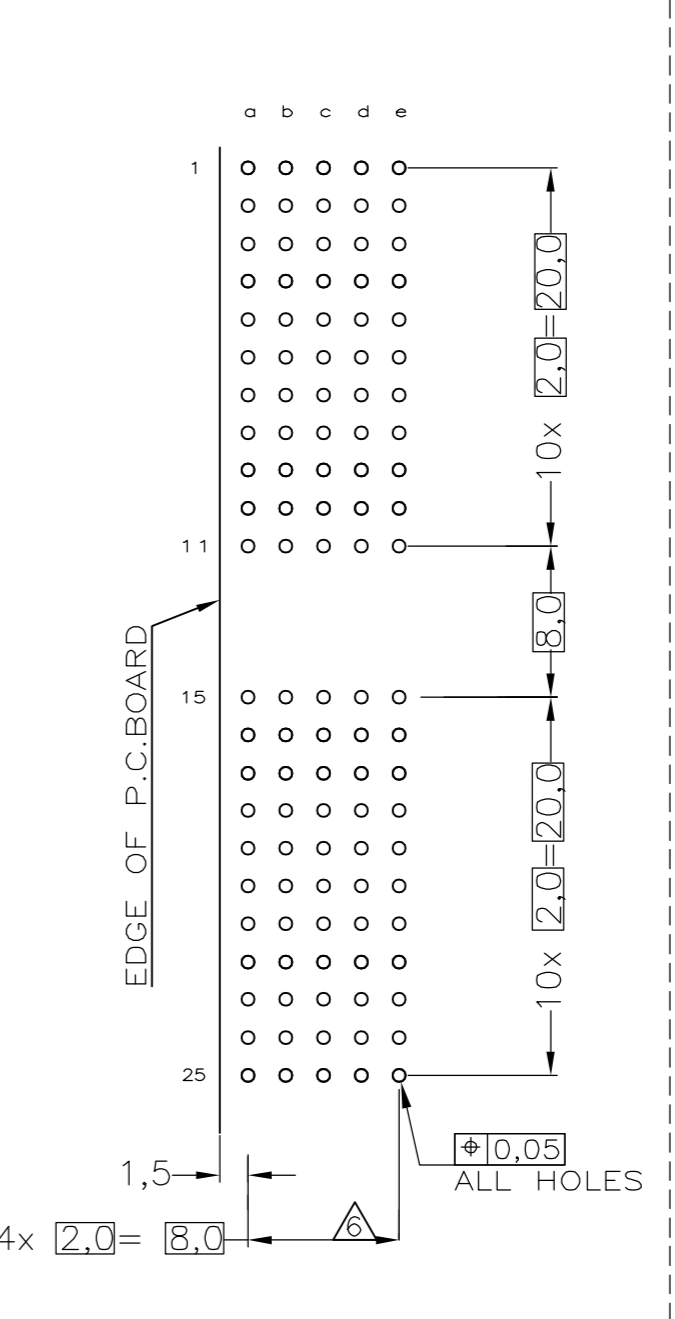 a b c d e
1
10x 2,0=20,0
11
8,0
EDGE OF P.C.BOARD
15
10x 2,0=20,0
25
⌖ 0,05
ALL HOLES
1,5
4x 2,0= 8,0
6